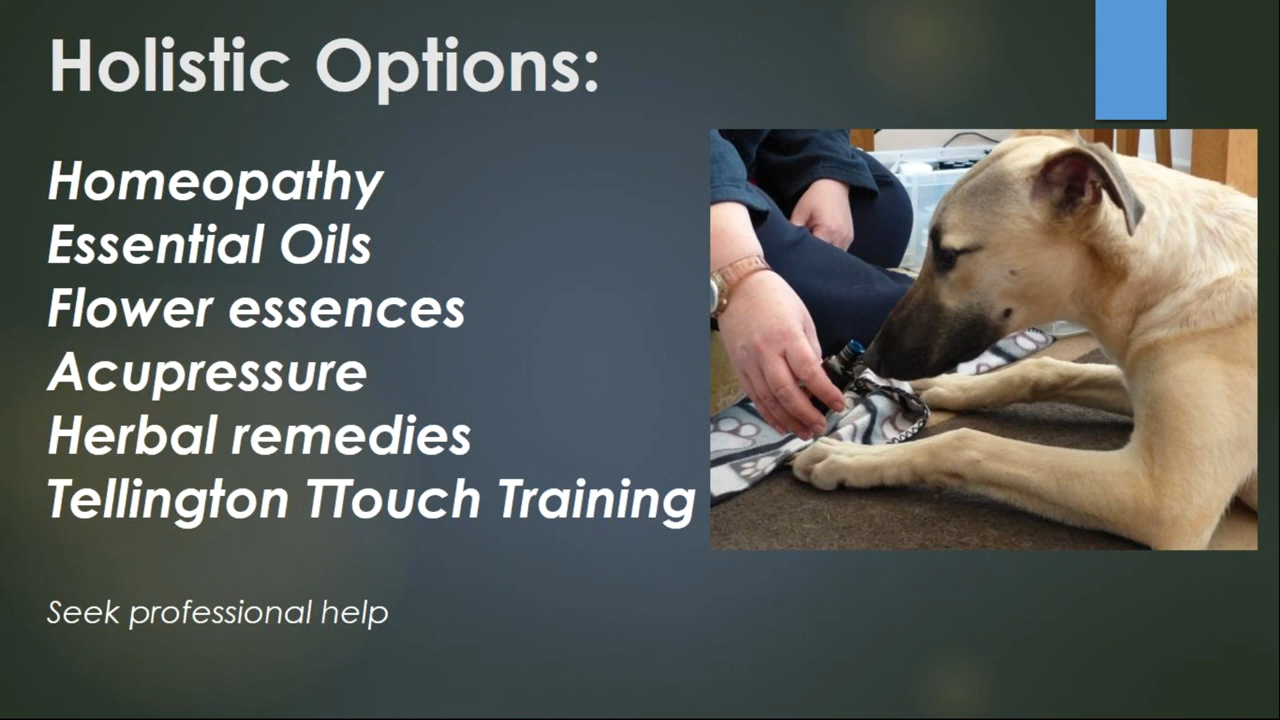 Holistic Options:
Homeopathy
Essential Oils
Flower essences
Acupressure
Herbal remedies
Tellington TTouch Training
Seek professional help